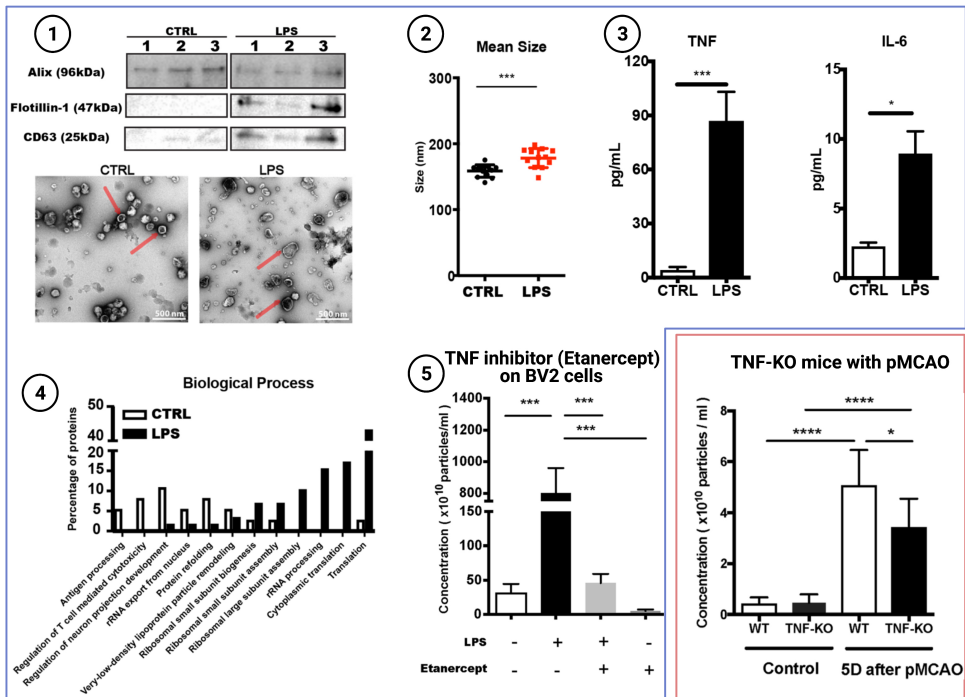 1
CTRL LPS
1 2 3 1 2 3
Alix (96kDa)
Flotillin-1 (47kDa)
CD63 (25kDa)
CTRL LPS
500 nm 500 nm
2
Mean Size
***
Size (nm)
300
200
100
0
CTRL LPS
3
TNF
***
pg/mL
120
90
60
30
0
CTRL LPS
IL-6
*
pg/mL
15
10
5
0
CTRL LPS
4
Biological Process
CTRL
LPS
Percentage of proteins
50
40
20
15
10
5
0
Antigen processing
Regulation of T cell mediated cytotoxicity
Regulation of neuron projection development
rRNA export from nucleus
Protein refolding
Very-low-density lipoprotein particle remodeling
Ribosomal small subunit biogenesis
Ribosomal small subunit assembly
Ribosomal large subunit assembly
rRNA processing
Cytoplasmic translation
Translation
5
TNF inhibitor (Etanercept)
on BV2 cells
*** ***
***
Concentration ( x10¹⁰ particles/ml )
1400
1200
1000
800
150
100
50
0
LPS - + + -
Etanercept - - + +
TNF-KO mice with pMCAO
****
**** *
Concentration ( x10¹⁰ particles / ml )
8
6
4
2
0
WT TNF-KO WT TNF-KO
Control 5D after pMCAO